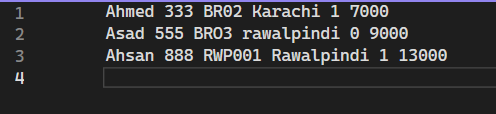 1 Ahmed 333 BR02 Karachi 1 7000
2 Asad 555 BRO3 rawalpindi 0 9000
3 Ahsan 888 RWP001 Rawalpindi 1 13000
4